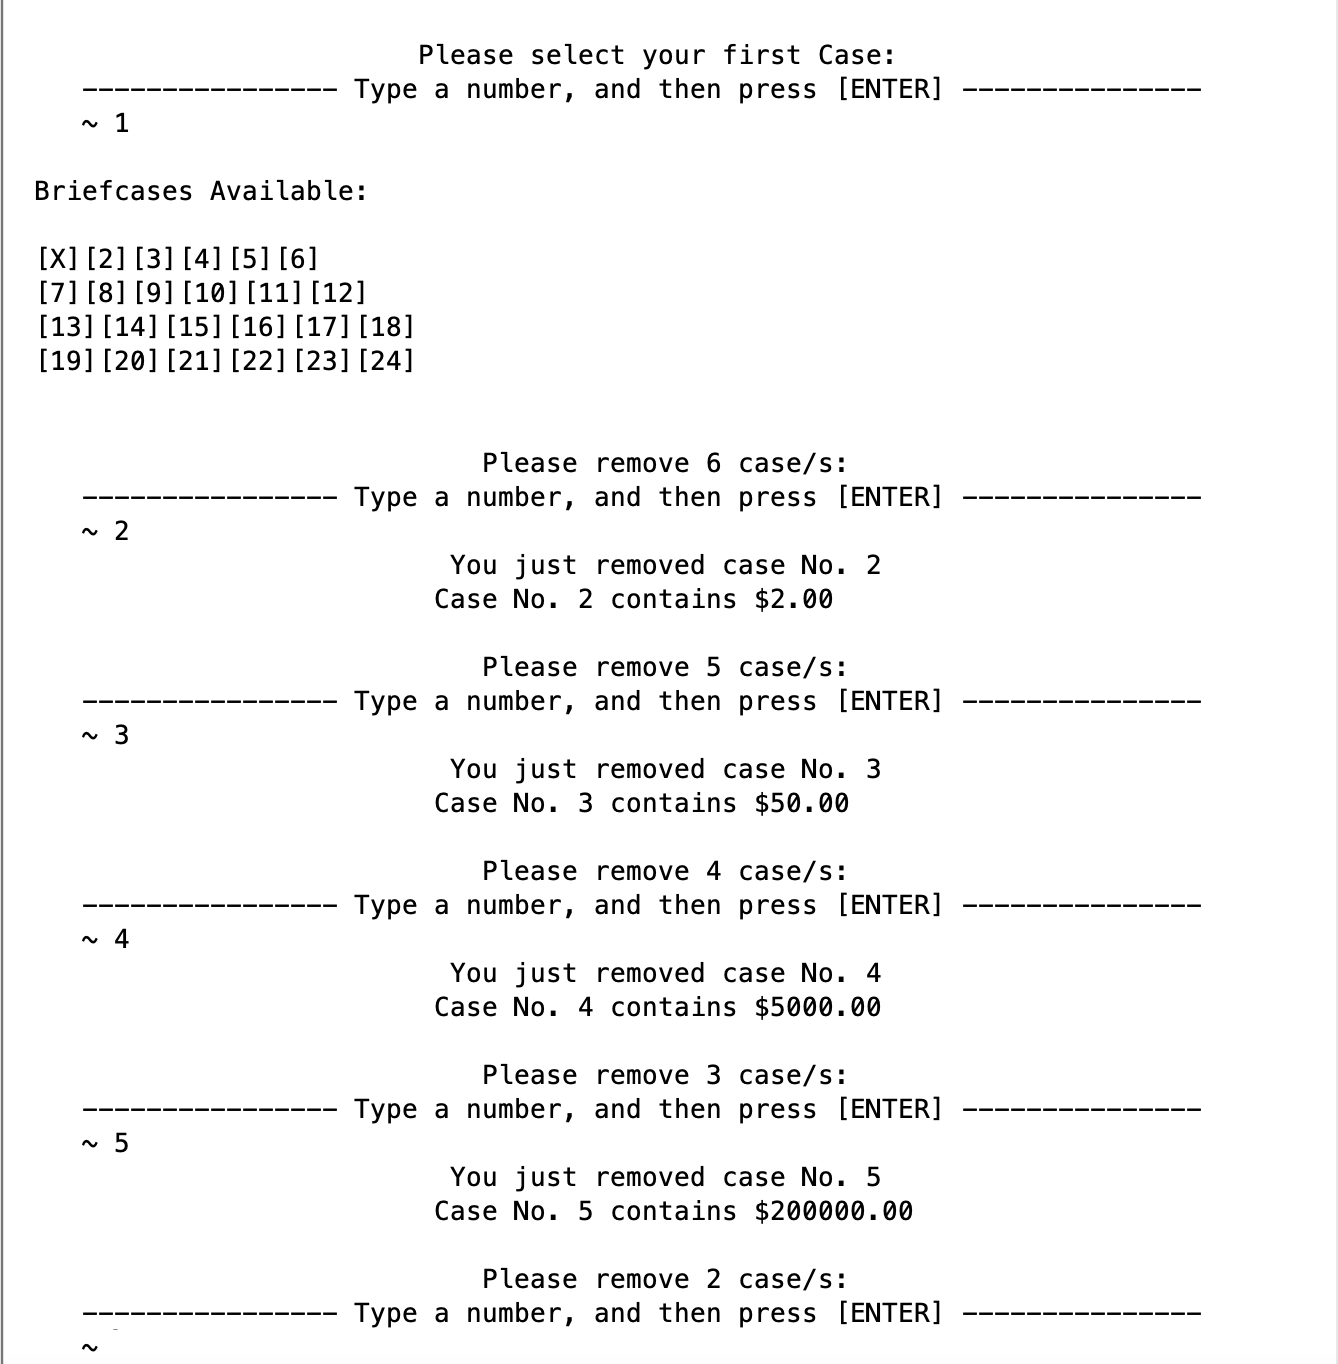 Please select your first Case:
---------------- Type a number, and then press [ENTER] ---------------
~ 1
Briefcases Available:
[X][2][3][4][5][6]
[7][8][9][10][11][12]
[13][14][15][16][17][18]
[19][20][21][22][23][24]
Please remove 6 case/s:
---------------- Type a number, and then press [ENTER] ---------------
~ 2
You just removed case No. 2
Case No. 2 contains $2.00
Please remove 5 case/s:
---------------- Type a number, and then press [ENTER] ---------------
~ 3
You just removed case No. 3
Case No. 3 contains $50.00
Please remove 4 case/s:
---------------- Type a number, and then press [ENTER] ---------------
~ 4
You just removed case No. 4
Case No. 4 contains $5000.00
Please remove 3 case/s:
---------------- Type a number, and then press [ENTER] ---------------
~ 5
You just removed case No. 5
Case No. 5 contains $200000.00
Please remove 2 case/s:
---------------- Type a number, and then press [ENTER] ---------------
~